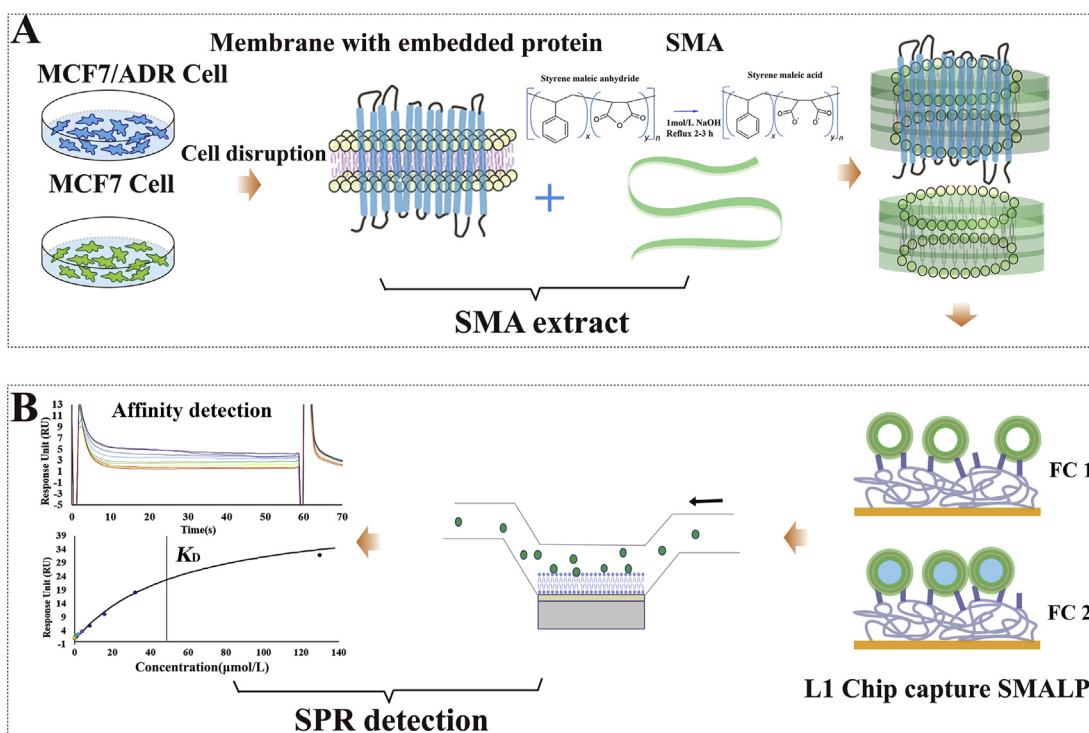 A
Membrane with embedded protein
SMA
MCF7/ADR Cell
Styrene maleic anhydride
Styrene maleic acid
O
O
O
x
y
n
1mol/L NaOH
Reflux 2-3 h
O
O
x
y
n
Cell disruption
MCF7 Cell
+
SMA extract
B
Affinity detection
Response Unit (RU)
13
11
9
7
5
3
1
-1
-3
-5
0
10
20
30
40
50
60
70
Time(s)
Response Unit (RU)
39
34
29
24
19
14
9
4
-1
KD
0
20
40
60
80
100
120
140
Concentration(μmol/L)
SPR detection
FC 1
FC 2
L1 Chip capture SMALP